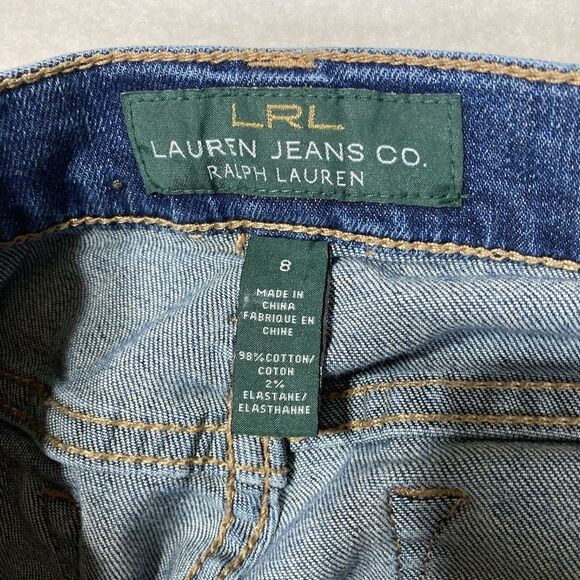 LRL
LAUREN JEANS CO.
RALPH LAUREN
8
MADE IN
CHINA
FABRIQUE EN
CHINE
98%COTTON/
COTON
2%
ELASTANE/
ELASTHANNE